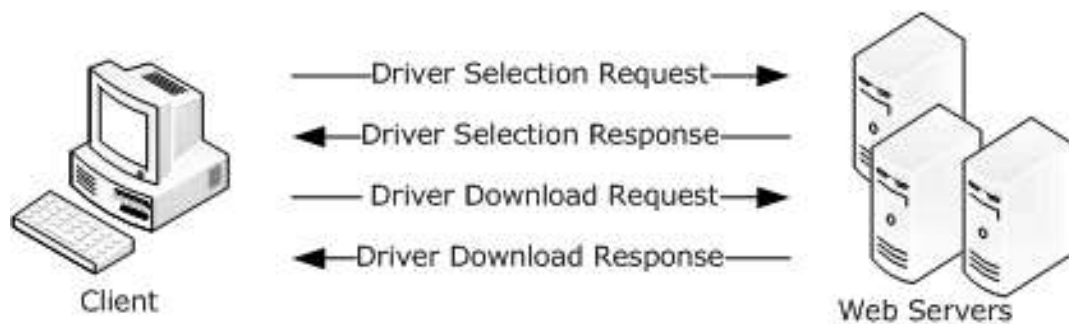 Driver Selection Request
Driver Selection Response
Driver Download Request
Driver Download Response
Client
Web Servers